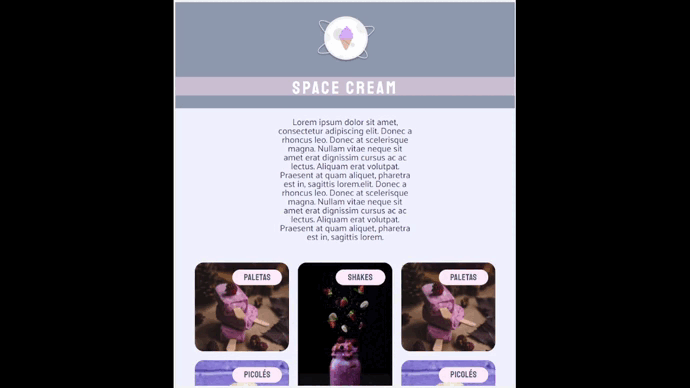 SPACE CREAM
Lorem ipsum dolor sit amet,
consectetur adipiscing elit. Donec a
rhoncus leo. Donec at scelerisque
magna. Nullam vitae neque sit
amet erat dignissim cursus ac ac
lectus. Aliquam erat volutpat.
Praesent at quam aliquet, pharetra
est in, sagittis lorem.elit. Donec a
rhoncus leo. Donec at scelerisque
magna. Nullam vitae neque sit
amet erat dignissim cursus ac ac
lectus. Aliquam erat volutpat.
Praesent at quam aliquet, pharetra
est in, sagittis lorem.
PALETAS
SHAKES
PALETAS
PICOLÉS
PICOLÉS